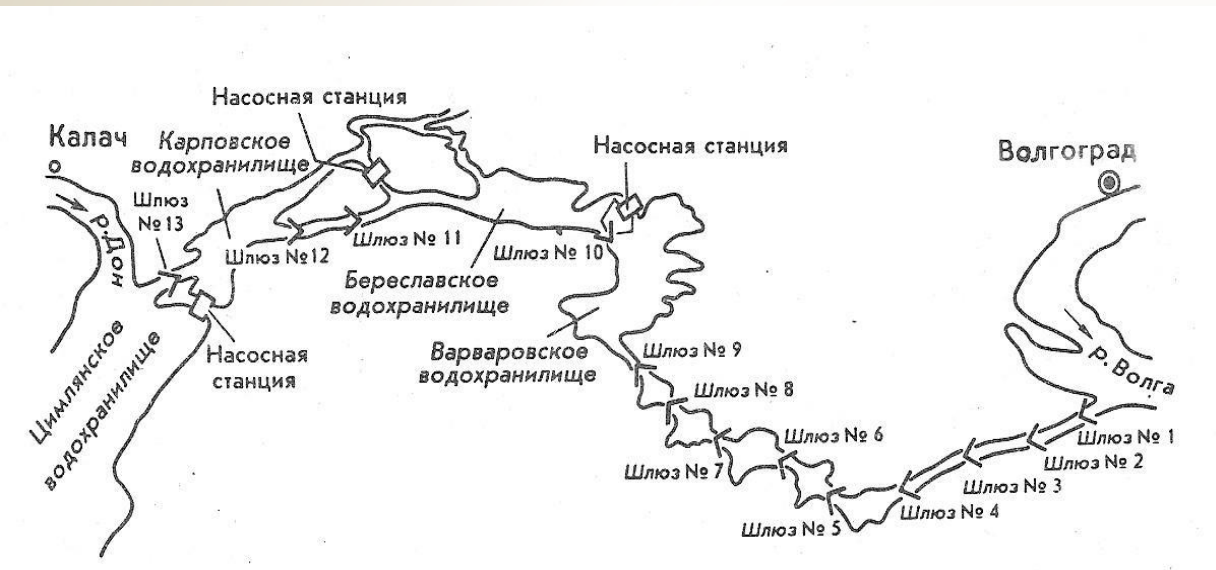 Насосная станция
Калач
Карповское
водохранилище
Насосная станция
Волгоград
Шлюз
№13
р. Дон
Шлюз №12
Шлюз № 11
Шлюз № 10
Береславское
водохранилище
Цимлянское
водохранилище
Насосная
станция
Варваровское
водохранилище
Шлюз № 9
Шлюз № 8
Шлюз № 7
Шлюз № 6
Шлюз № 5
Шлюз № 4
Шлюз № 3
Шлюз № 2
Шлюз № 1
р. Волга